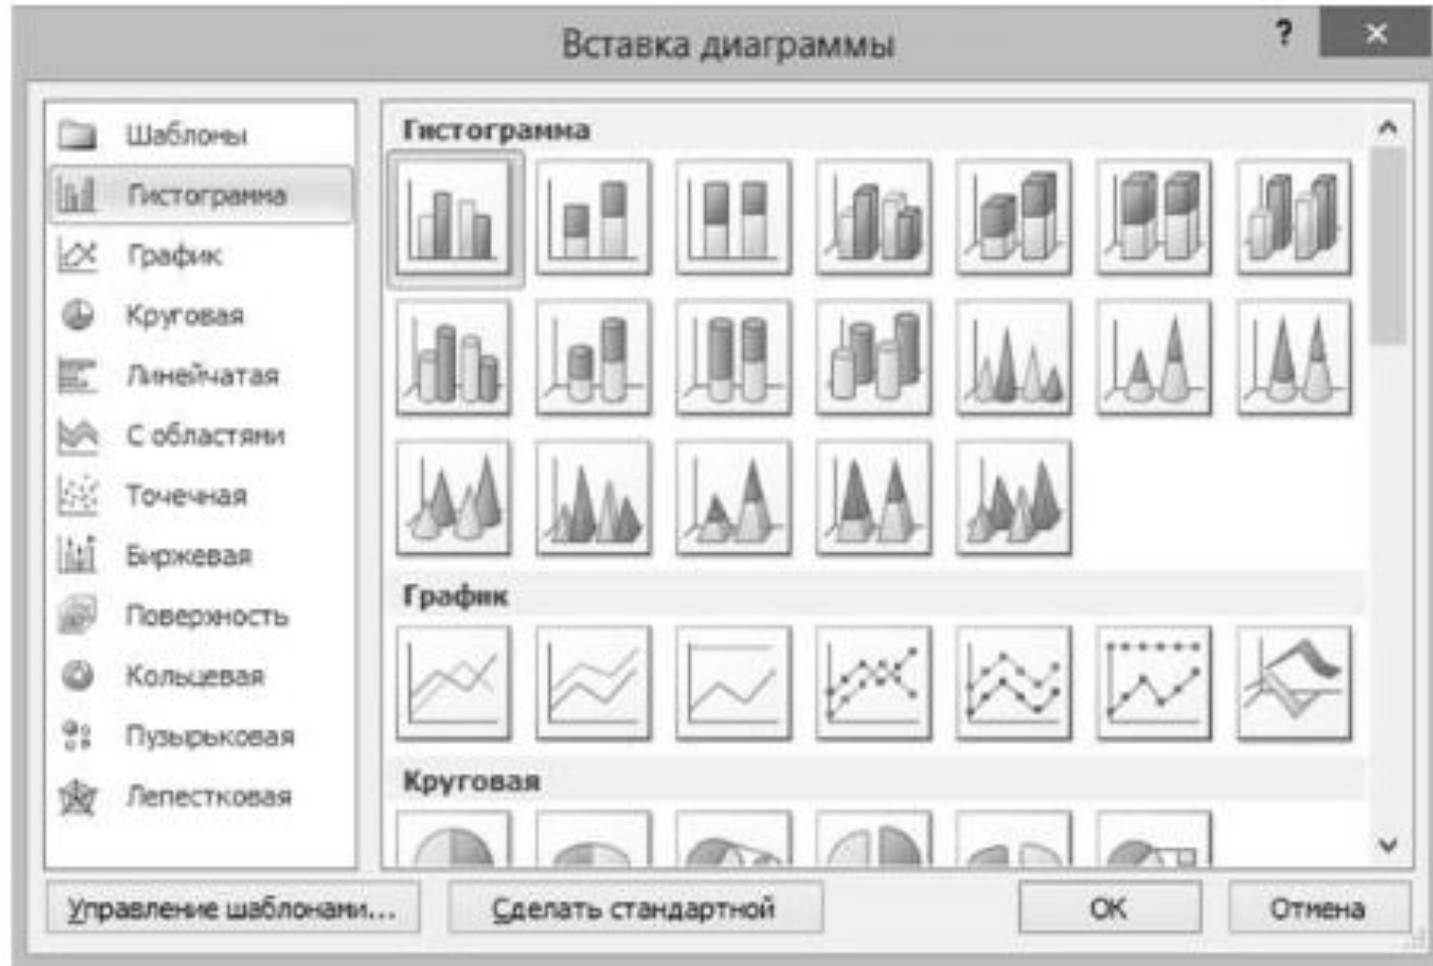 Вставка диаграммы
?
Шаблоны
Гистограмма
График
Круговая
Линейчатая
С областями
Точечная
Биржевая
Поверхность
Кольцевая
Пузырьковая
Лепестковая
Гистограмма
График
Круговая
Управление шаблонами...
Сделать стандартной
ОК
Отмена